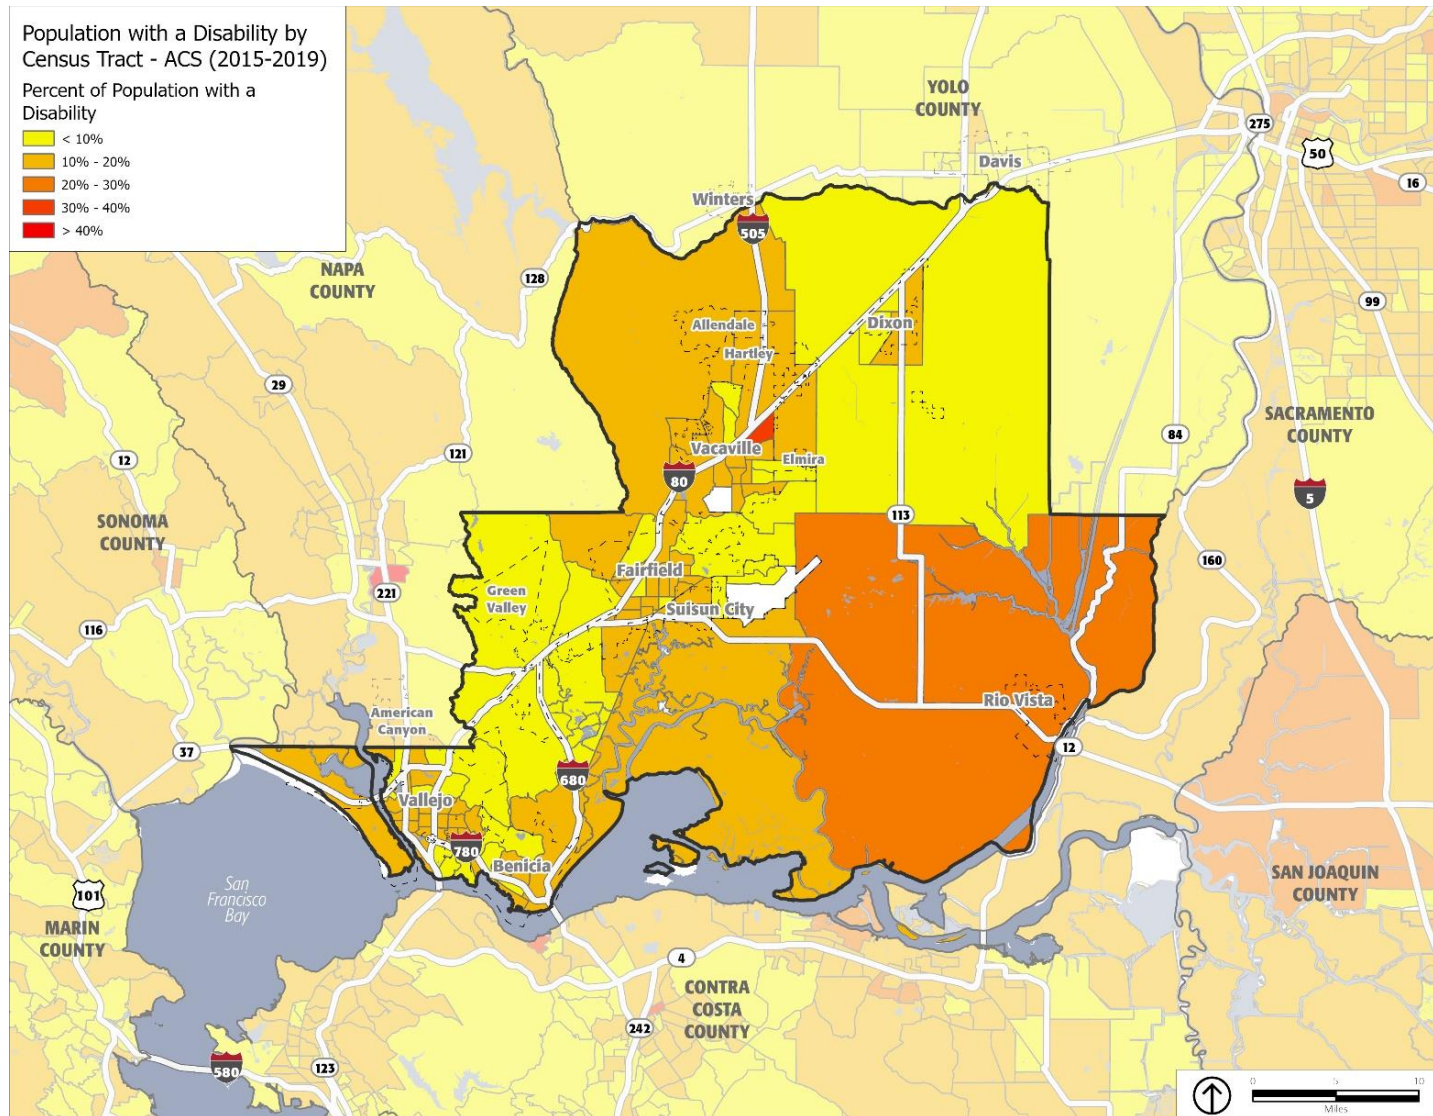 Population with a Disability by
Census Tract - ACS (2015-2019)
Percent of Population with a
Disability
< 10%
10% - 20%
20% - 30%
30% - 40%
> 40%
YOLO
COUNTY
275
50
Davis
16
Winters
505
NAPA
COUNTY
128
99
Allendale
Dixon
Hartley
29
SACRAMENTO
COUNTY
84
121
12
Vacaville
Elmira
80
5
SONOMA
COUNTY
113
160
Fairfield
221
Green
Valley
Suisun City
116
Rio Vista
American
Canyon
37
12
680
Vallejo
780
Benicia
San
Francisco
Bay
101
MARIN
COUNTY
SAN JOAQUIN
COUNTY
4
CONTRA
COSTA
COUNTY
242
580
123
0 5 10
Miles